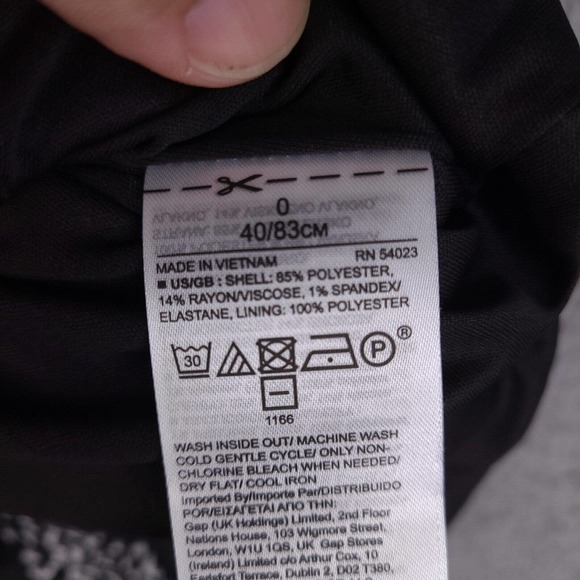 0
40/83CM
MADE IN VIETNAM RN 54023
■ US/GB : SHELL: 85% POLYESTER,
14% RAYON/VISCOSE, 1% SPANDEX/
ELASTANE, LINING: 100% POLYESTER
30 P ®
1166
WASH INSIDE OUT/ MACHINE WASH
COLD GENTLE CYCLE/ ONLY NON-
CHLORINE BLEACH WHEN NEEDED/
DRY FLAT/ COOL IRON
Imported By/Importe Par/DISTRIBUIDO
POR/ΕΙΣΑΓΕΤΑΙ ΑΠΟ ΤΗΝ:
Gap (UK Holdings) Limited, 2nd Floor
Nations House, 103 Wigmore Street,
London, W1U 1QS, UK Gap Stores
(Ireland) Limited c/o Arthur Cox, 10
Earlsfort Terrace, Dublin 2, D02 T380,